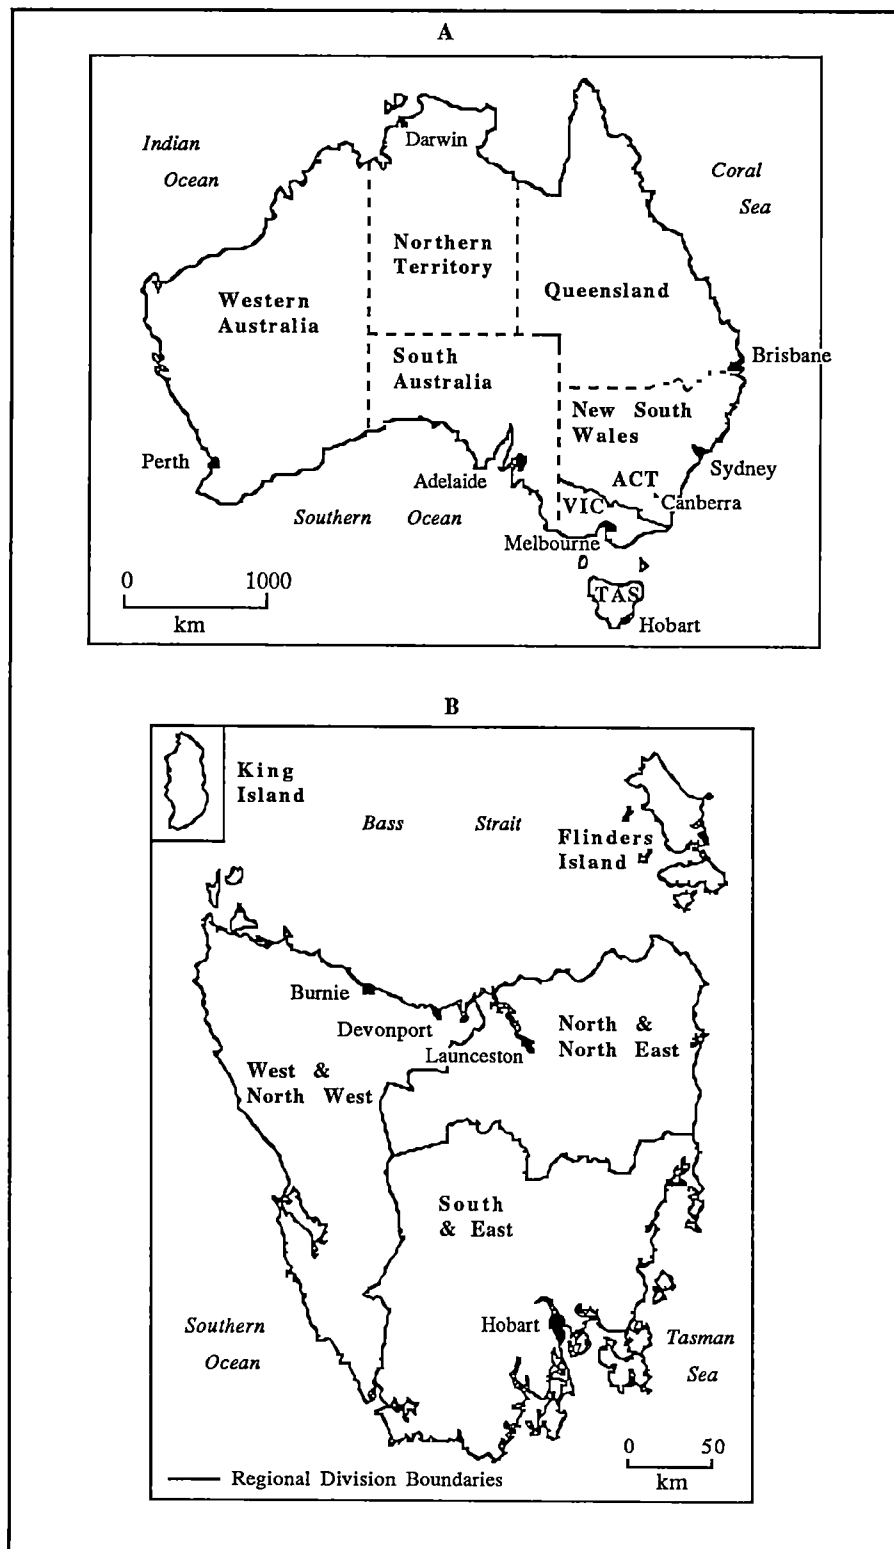 A
Indian
Ocean
Darwin
Coral
Sea
Northern
Territory
Western
Australia
Queensland
South
Australia
Brisbane
New South
Wales
Perth
Adelaide
Sydney
ACT
Canberra
VIC
Southern Ocean
Melbourne
0 1000
km
TAS
Hobart
B
King
Island
Bass Strait
Flinders
Island
Burnie
Devonport
Launceston
North &
North East
West &
North West
South
& East
Southern
Ocean
Hobart
Tasman
Sea
0 50
km
Regional Division Boundaries